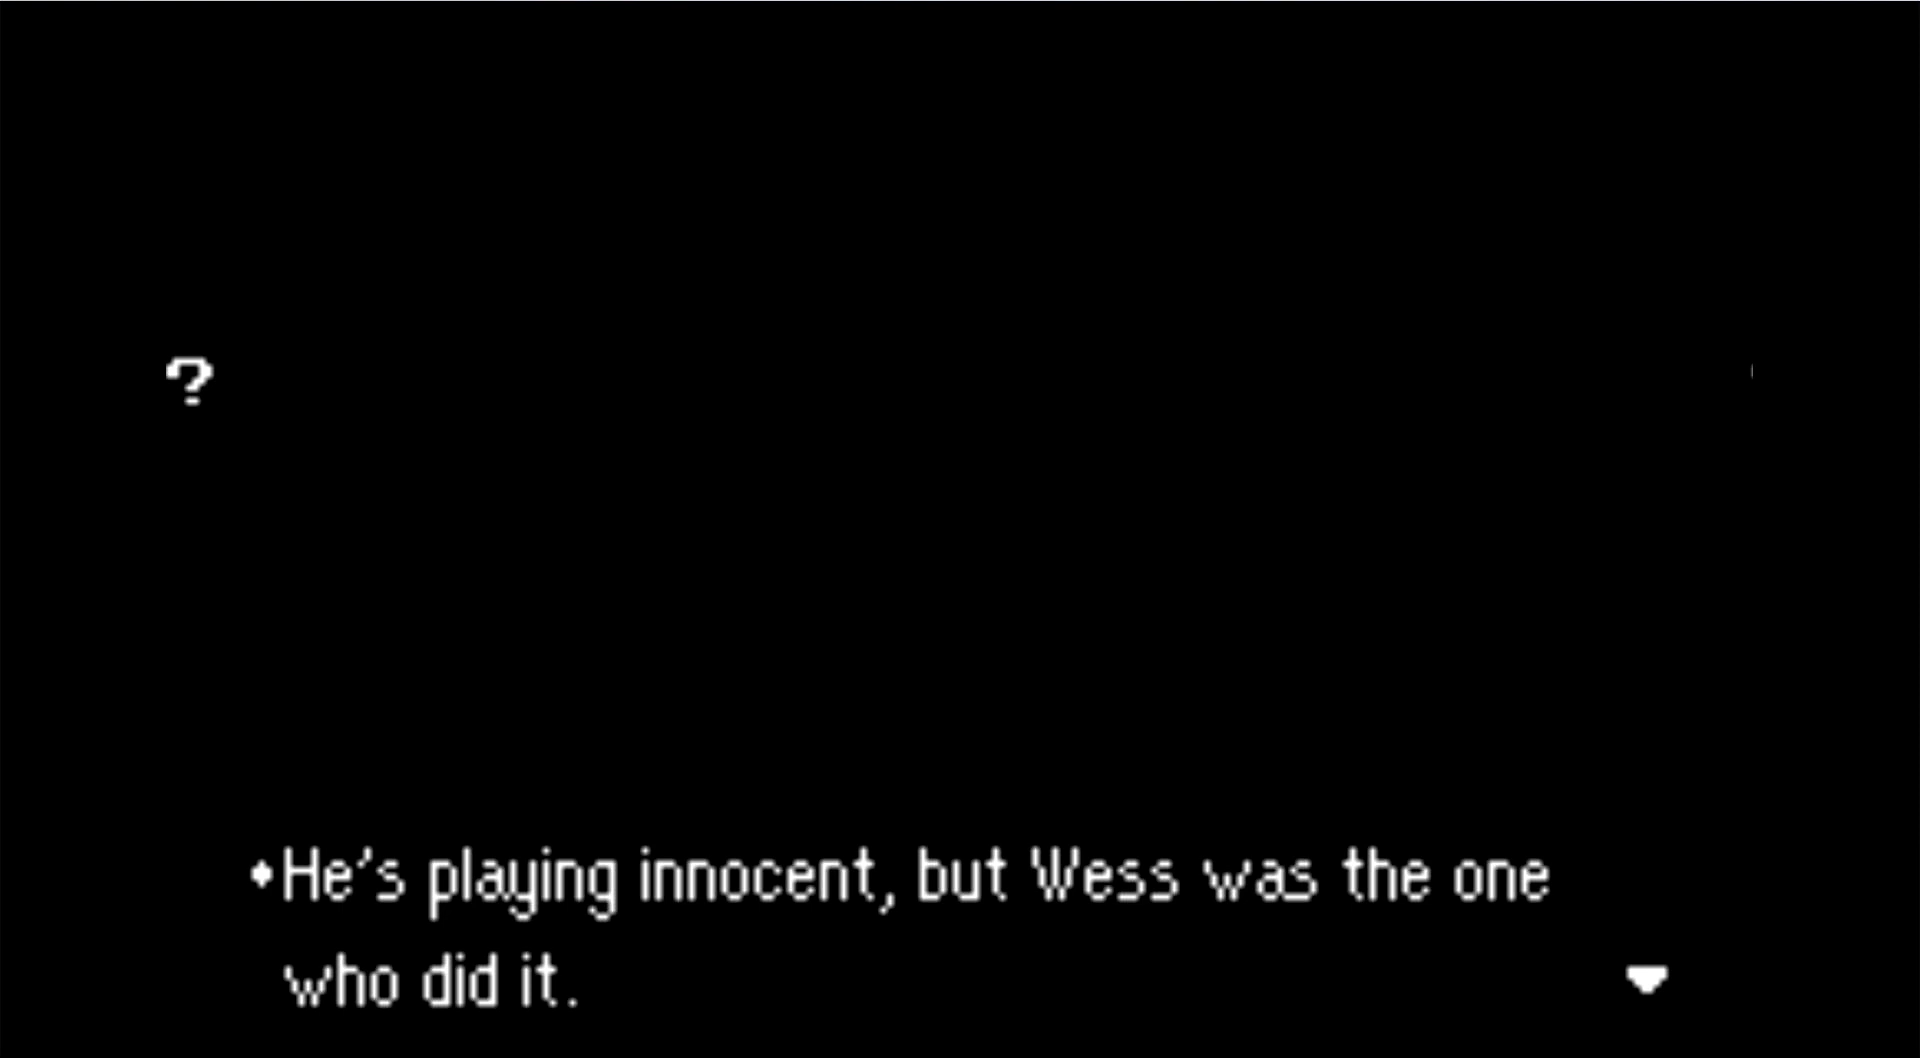 ?
◆He's playing innocent, but Wess was the one
who did it.